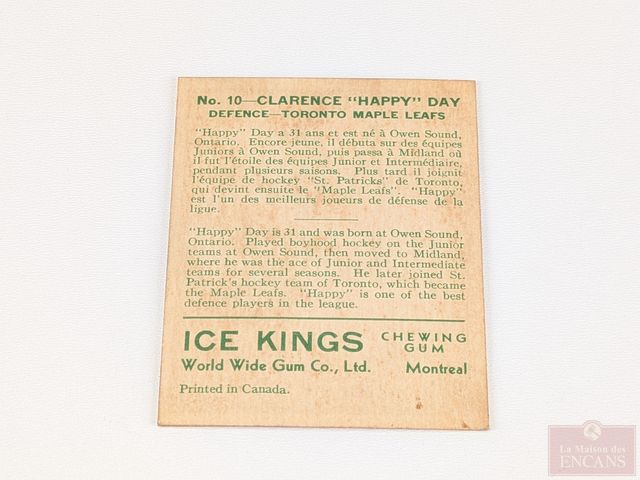 No. 10—CLARENCE "HAPPY" DAY
DEFENCE—TORONTO MAPLE LEAFS
"Happy" Day a 31 ans et est né à Owen Sound,
Ontario. Encore jeune, il débuta sur des équipes
Juniors à Owen Sound, puis passa à Midland où
il fut l'étoile des équipes Junior et Intermédiaire,
pendant plusieurs saisons. Plus tard il joignit
l'équipe de hockey "St. Patricks" de Toronto,
qui devint ensuite le "Maple Leafs". "Happy"
est l'un des meilleurs joueurs de défense de la
ligue.
"Happy" Day is 31 and was born at Owen Sound,
Ontario. Played boyhood hockey on the Junior
teams at Owen Sound, then moved to Midland,
where he was the ace of Junior and Intermediate
teams for several seasons. He later joined St.
Patrick's hockey team of Toronto, which became
the Maple Leafs. "Happy" is one of the best
defence players in the league.
ICE KINGS CHEWING GUM
World Wide Gum Co., Ltd. Montreal
Printed in Canada.
La Maison des
ENCANS